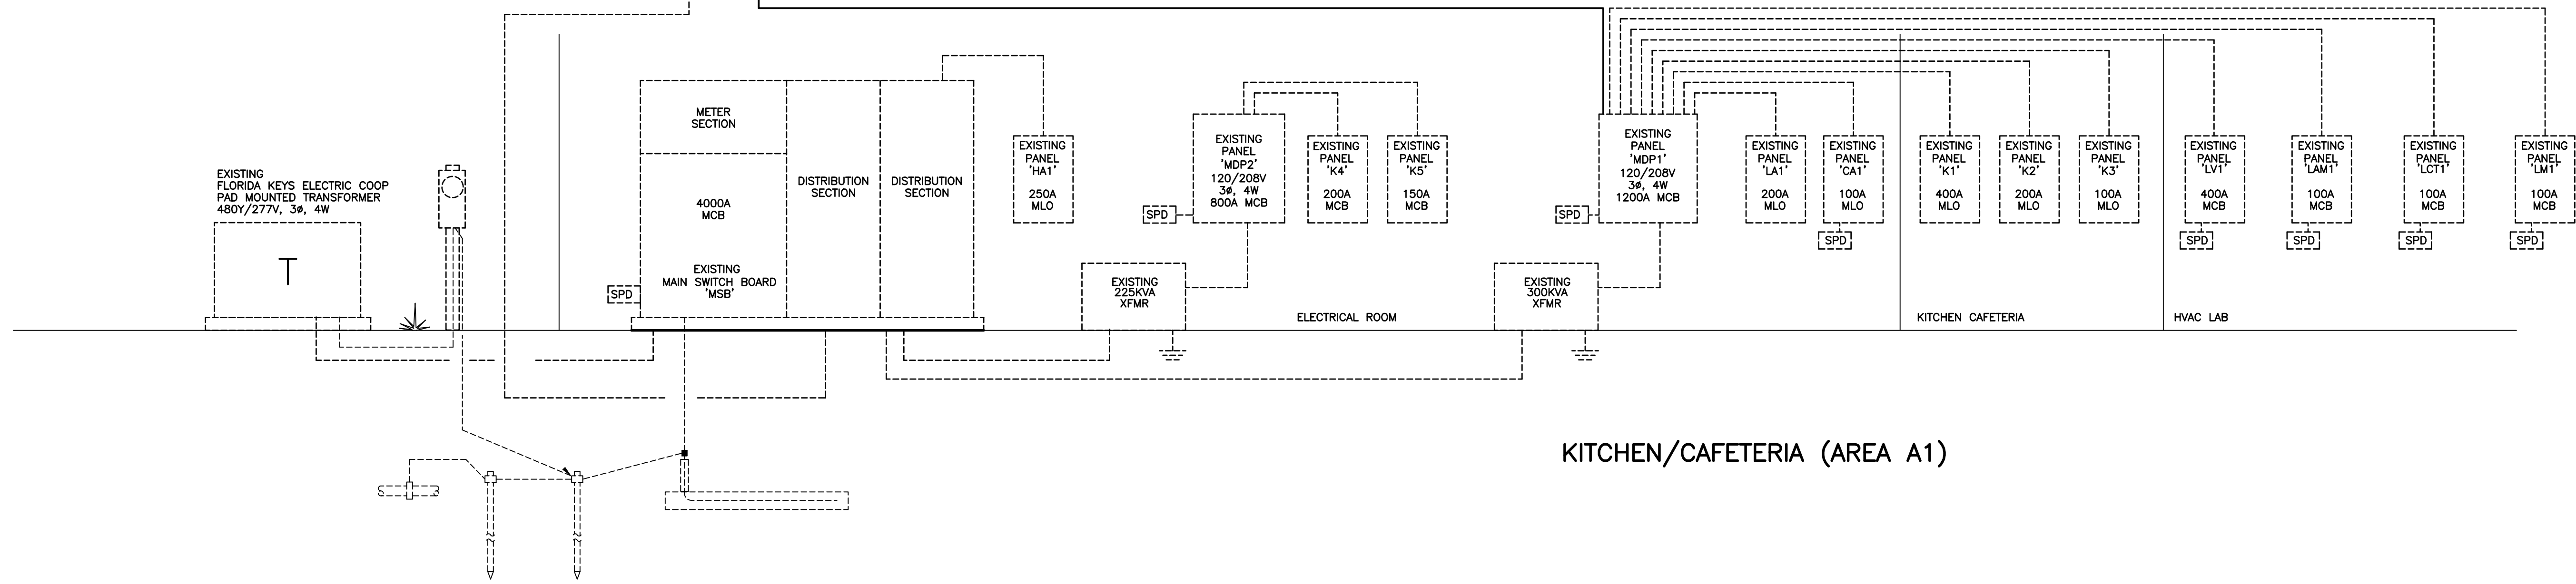 EXISTING
FLORIDA KEYS ELECTRIC COOP
PAD MOUNTED TRANSFORMER
480Y/277V, 3ø, 4W
T
METER
SECTION
4000A
MCB
EXISTING
MAIN SWITCH BOARD
'MSB'
SPD
DISTRIBUTION
SECTION
DISTRIBUTION
SECTION
EXISTING
PANEL
'HA1'
250A
MLO
EXISTING
225KVA
XFMR
SPD
EXISTING
PANEL
'MDP2'
120/208V
3ø, 4W
800A MCB
EXISTING
PANEL
'K4'
200A
MCB
EXISTING
PANEL
'K5'
150A
MCB
ELECTRICAL ROOM
EXISTING
300KVA
XFMR
SPD
EXISTING
PANEL
'MDP1'
120/208V
3ø, 4W
1200A MCB
EXISTING
PANEL
'LA1'
200A
MLO
EXISTING
PANEL
'CA1'
100A
MLO
SPD
EXISTING
PANEL
'K1'
400A
MLO
EXISTING
PANEL
'K2'
200A
MLO
EXISTING
PANEL
'K3'
100A
MLO
KITCHEN CAFETERIA
EXISTING
PANEL
'LV1'
400A
MCB
SPD
EXISTING
PANEL
'LAM1'
100A
MCB
SPD
EXISTING
PANEL
'LCT1'
100A
MCB
SPD
EXISTING
PANEL
'LM1'
100A
MCB
SPD
HVAC LAB
KITCHEN/CAFETERIA (AREA A1)